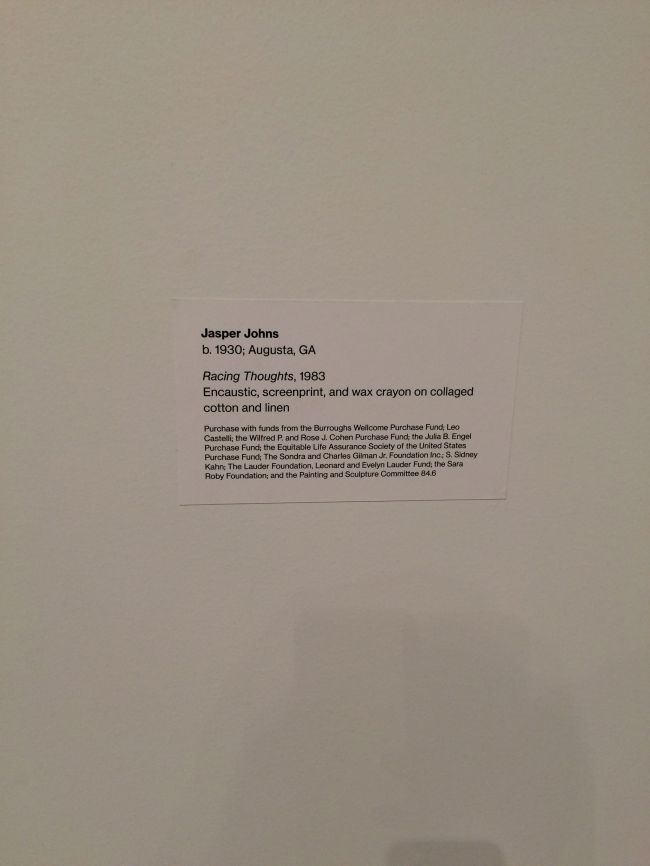 Jasper Johns
b. 1930; Augusta, GA
Racing Thoughts, 1983
Encaustic, screenprint, and wax crayon on collaged
cotton and linen
Purchase with funds from the Burroughs Wellcome Purchase Fund; Leo
Castelli; the Wilfred P. and Rose J. Cohen Purchase Fund; the Julia B. Engel
Purchase Fund; the Equitable Life Assurance Society of the United States
Purchase Fund; The Sondra and Charles Gilman Jr. Foundation Inc.; S. Sidney
Kahn; The Lauder Foundation, Leonard and Evelyn Lauder Fund; the Sara
Roby Foundation; and the Painting and Sculpture Committee 84.6